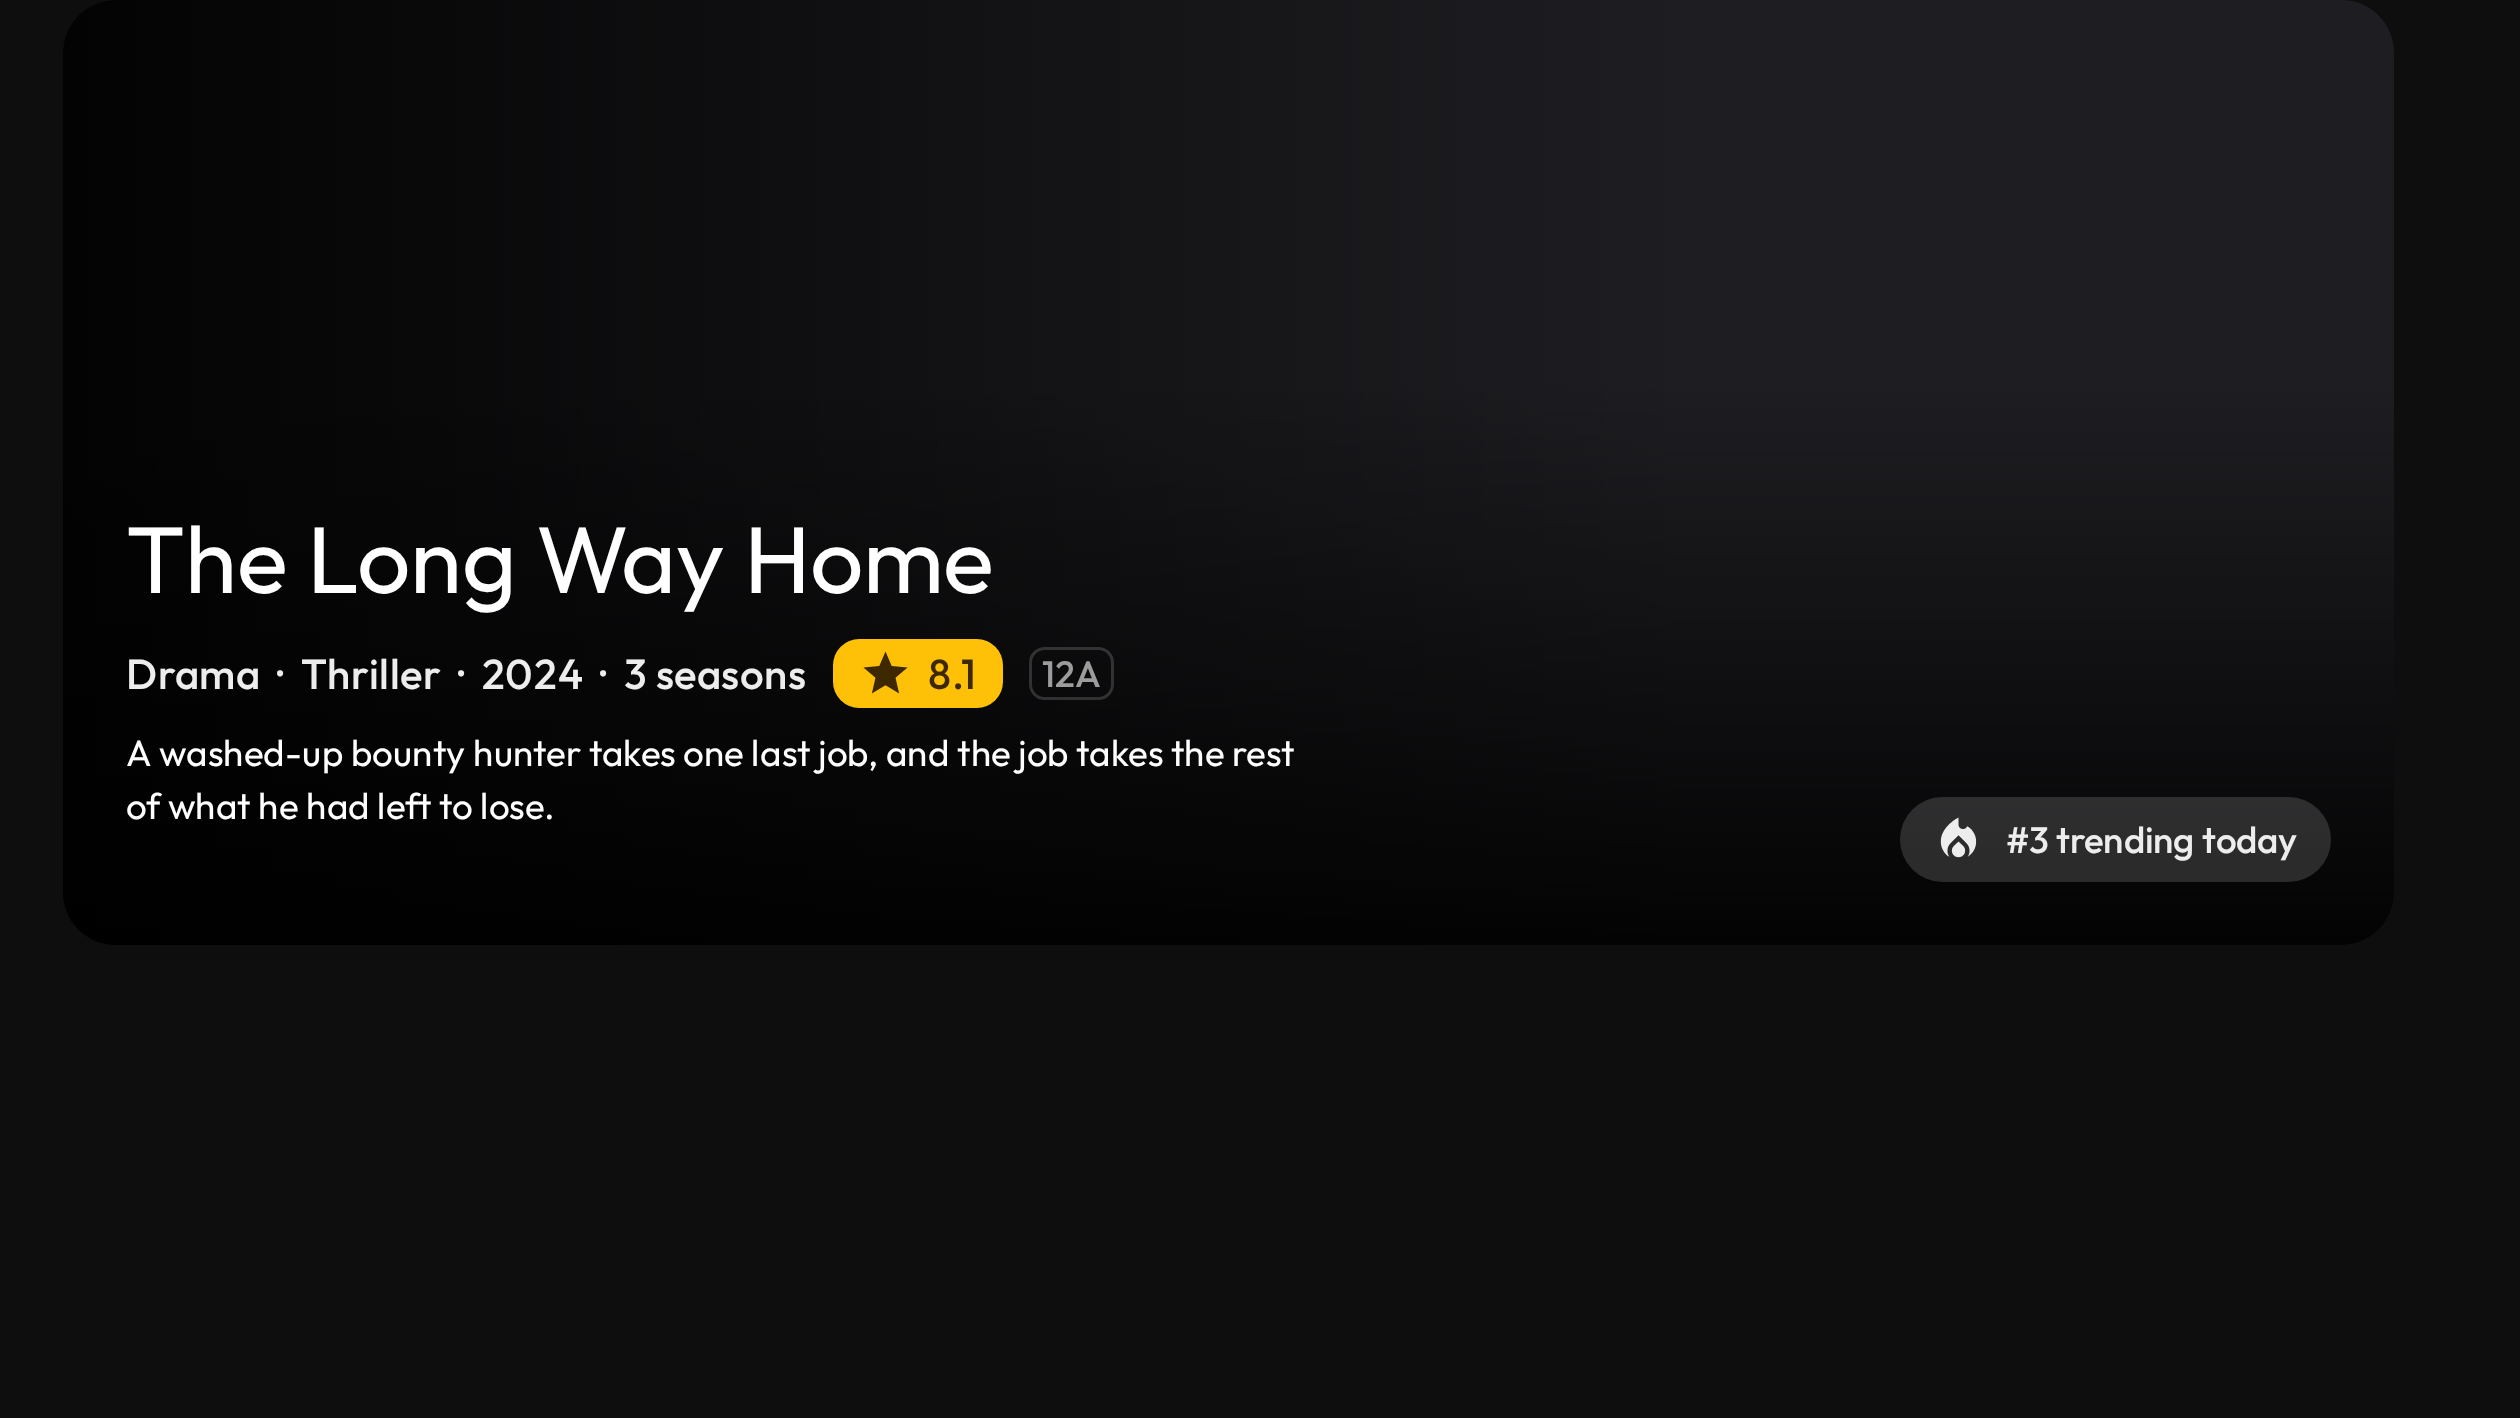 The Long Way Home
Drama · Thriller · 2024 · 3 seasons 8.1 12A
A washed-up bounty hunter takes one last job, and the job takes the rest
of what he had left to lose.
#3 trending today